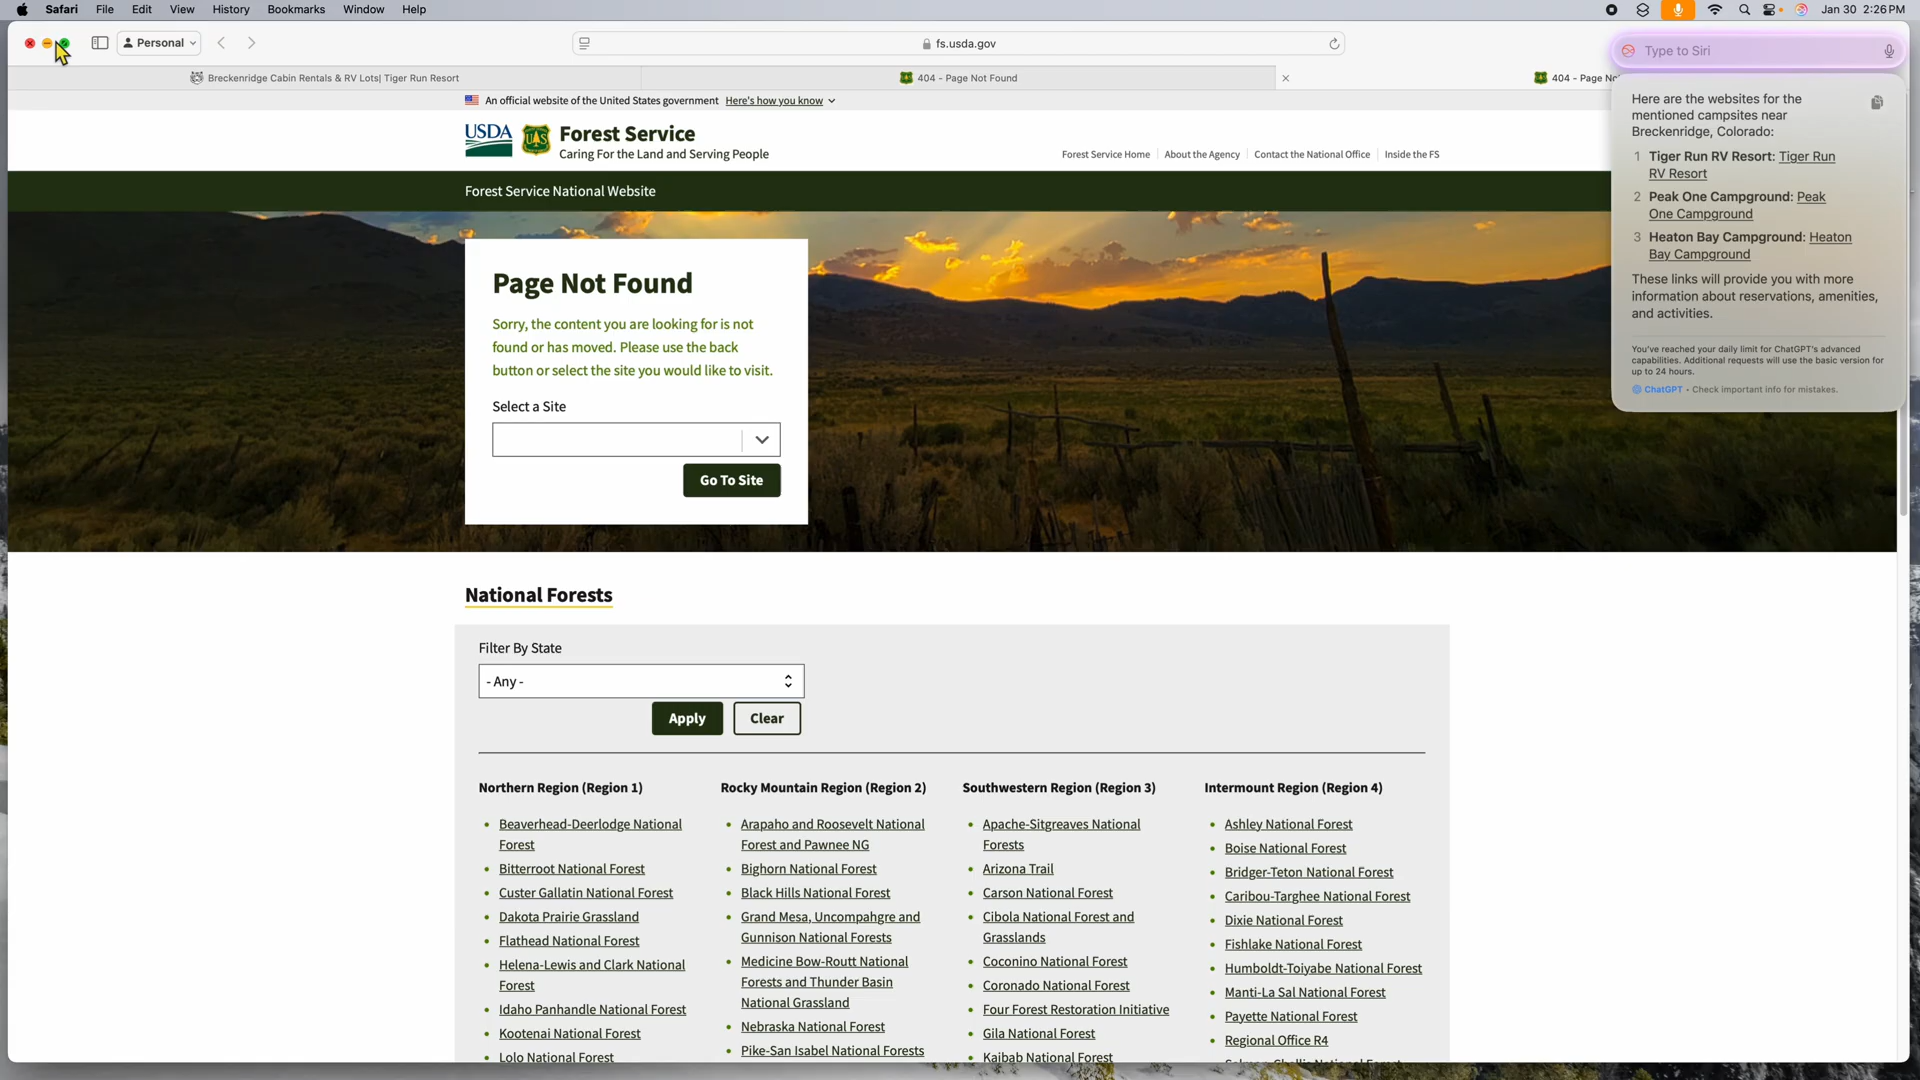 Safari File Edit View History Bookmarks Window Help
Jan 30 2:26 PM
Personal
fs.usda.gov
Breckenridge Cabin Rentals & RV Lots| Tiger Run Resort
404 - Page Not Found
404 - Page No
An official website of the United States government Here's how you know
USDA
Forest Service
Caring For the Land and Serving People
Forest Service Home
About the Agency
Contact the National Office
Inside the FS
Forest Service National Website
Page Not Found
Sorry, the content you are looking for is not
found or has moved. Please use the back
button or select the site you would like to visit.
Select a Site
Go To Site
Type to Siri
Here are the websites for the
mentioned campsites near
Breckenridge, Colorado:
1 Tiger Run RV Resort: Tiger Run
RV Resort
2 Peak One Campground: Peak
One Campground
3 Heaton Bay Campground: Heaton
Bay Campground
These links will provide you with more
information about reservations, amenities,
and activities.
You've reached your daily limit for ChatGPT's advanced
capabilities. Additional requests will use the basic version for
up to 24 hours.
ChatGPT • Check important info for mistakes.
National Forests
Filter By State
- Any -
Apply
Clear
Northern Region (Region 1)
Beaverhead-Deerlodge National
Forest
Bitterroot National Forest
Custer Gallatin National Forest
Dakota Prairie Grassland
Flathead National Forest
Helena-Lewis and Clark National
Forest
Idaho Panhandle National Forest
Kootenai National Forest
Lolo National Forest
Rocky Mountain Region (Region 2)
Arapaho and Roosevelt National
Forest and Pawnee NG
Bighorn National Forest
Black Hills National Forest
Grand Mesa, Uncompahgre and
Gunnison National Forests
Medicine Bow-Routt National
Forests and Thunder Basin
National Grassland
Nebraska National Forest
Pike-San Isabel National Forests
Southwestern Region (Region 3)
Apache-Sitgreaves National
Forests
Arizona Trail
Carson National Forest
Cibola National Forest and
Grasslands
Coconino National Forest
Coronado National Forest
Four Forest Restoration Initiative
Gila National Forest
Kaibab National Forest
Intermount Region (Region 4)
Ashley National Forest
Boise National Forest
Bridger-Teton National Forest
Caribou-Targhee National Forest
Dixie National Forest
Fishlake National Forest
Humboldt-Toiyabe National Forest
Manti-La Sal National Forest
Payette National Forest
Regional Office R4